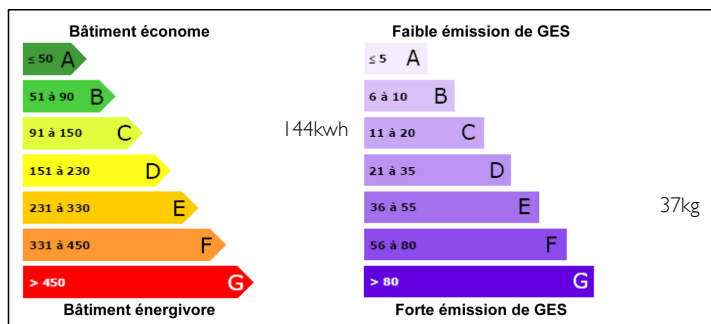 Bâtiment économe
≤ 50 A
51 à 90 B
91 à 150 C
144kwh
151 à 230 D
231 à 330 E
331 à 450 F
> 450 G
Bâtiment énergivore
Faible émission de GES
≤ 5 A
6 à 10 B
11 à 20 C
21 à 35 D
36 à 55 E
37kg
56 à 80 F
> 80 G
Forte émission de GES